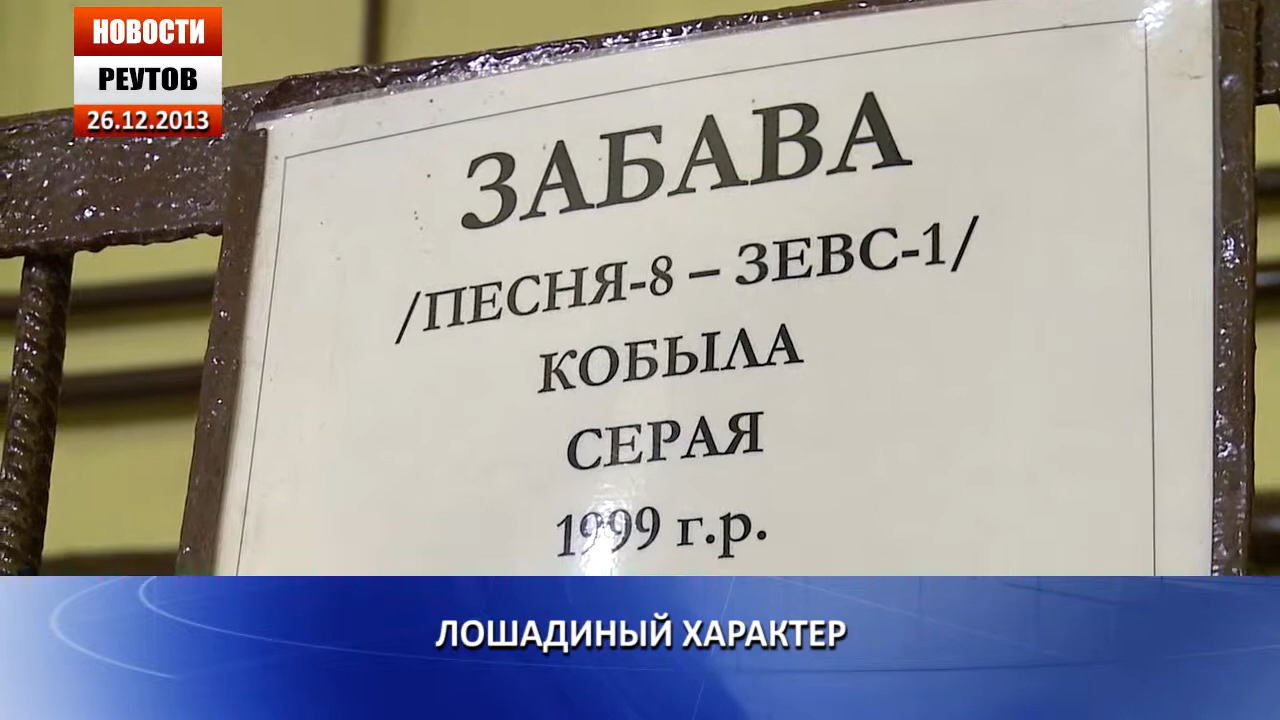 НОВОСТИ
РЕУТОВ
26.12.2013
ЗАБАВА
/ПЕСНЯ-8 – ЗЕВС-1/
КОБЫЛА
СЕРАЯ
1999 г.р.
ЛОШАДИНЫЙ ХАРАКТЕР